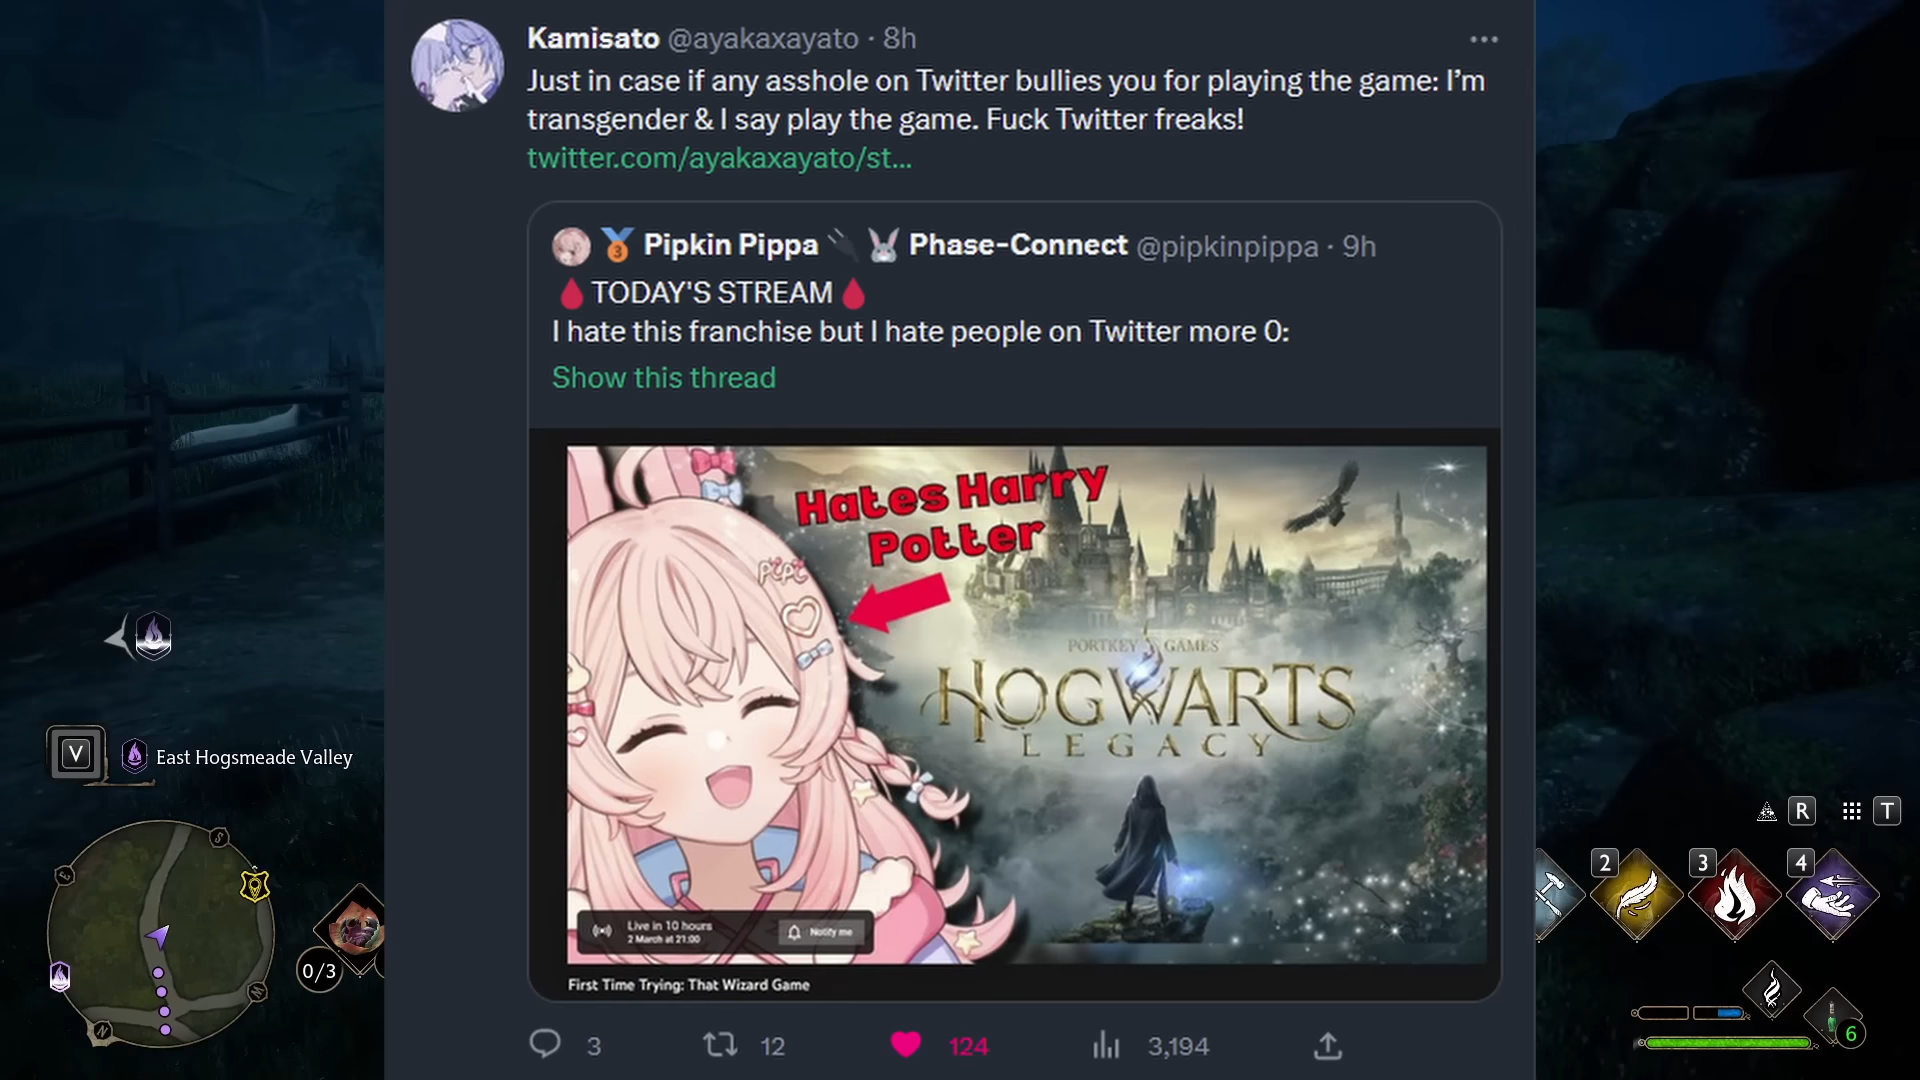 Kamisato @ayakaxayato · 8h
Just in case if any asshole on Twitter bullies you for playing the game: I’m
transgender & I say play the game. Fuck Twitter freaks!
twitter.com/ayakaxayato/st...
Pipkin Pippa Phase-Connect @pipkinpippa · 9h
TODAY'S STREAM
I hate this franchise but I hate people on Twitter more 0:
Show this thread
Hates Harry
Potter
pipi
PORTKEY GAMES
HOGWARTS
LEGACY
Live in 10 hours
2 March at 21:00
Notify me
First Time Trying: That Wizard Game
3
12
124
3,194
V
East Hogsmeade Valley
S
E
W
N
0/3
R
T
2
3
4
6